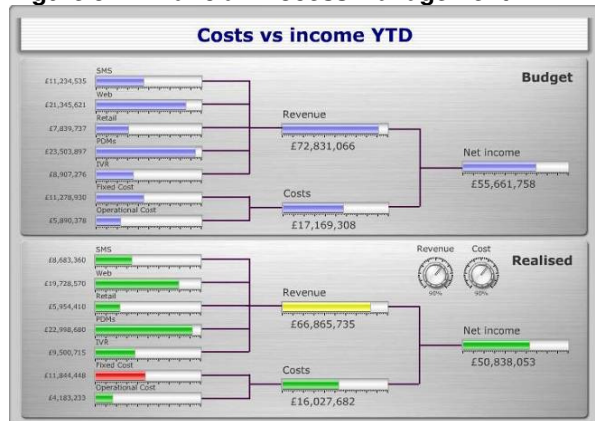 Costs vs income YTD
Budget
SMS
£11,234,535
Web
£21,345,621
Retail
£7,839,737
PDMs
£23,503,897
IVR
£8,907,276
Fixed Cost
£11,278,930
Operational Cost
£5,890,378
Revenue
£72,831,066
Costs
£17,169,308
Net income
£55,661,758
Realised
SMS
£8,683,360
Web
£19,728,570
Retail
£5,954,410
PDMs
£22,998,680
IVR
£9,500,715
Fixed Cost
£11,844,448
Operational Cost
£4,183,233
Revenue
£66,865,735
Costs
£16,027,682
Revenue Cost
90% 90%
Net income
£50,838,053